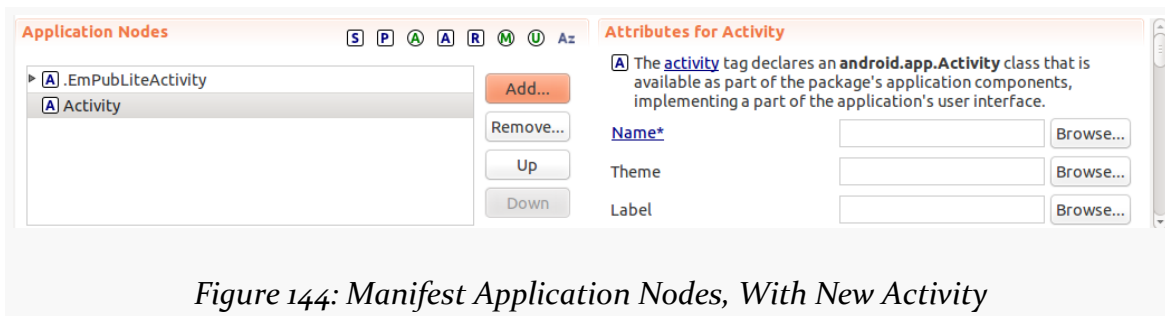 Application Nodes
S P A A R M U Az
A .EmPubLiteActivity
A Activity
Add...
Remove...
Up
Down
Attributes for Activity
A The activity tag declares an android.app.Activity class that is
available as part of the package's application components,
implementing a part of the application's user interface.
Name* Browse...
Theme Browse...
Label Browse...
Figure 144: Manifest Application Nodes, With New Activity